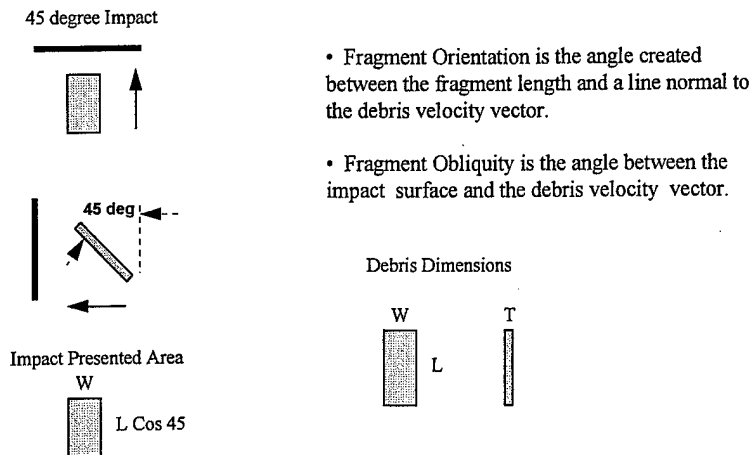 45 degree Impact
• Fragment Orientation is the angle created
between the fragment length and a line normal to
the debris velocity vector.
• Fragment Obliquity is the angle between the
impact surface and the debris velocity vector.
45 deg
Debris Dimensions
W
T
L
Impact Presented Area
W
L Cos 45